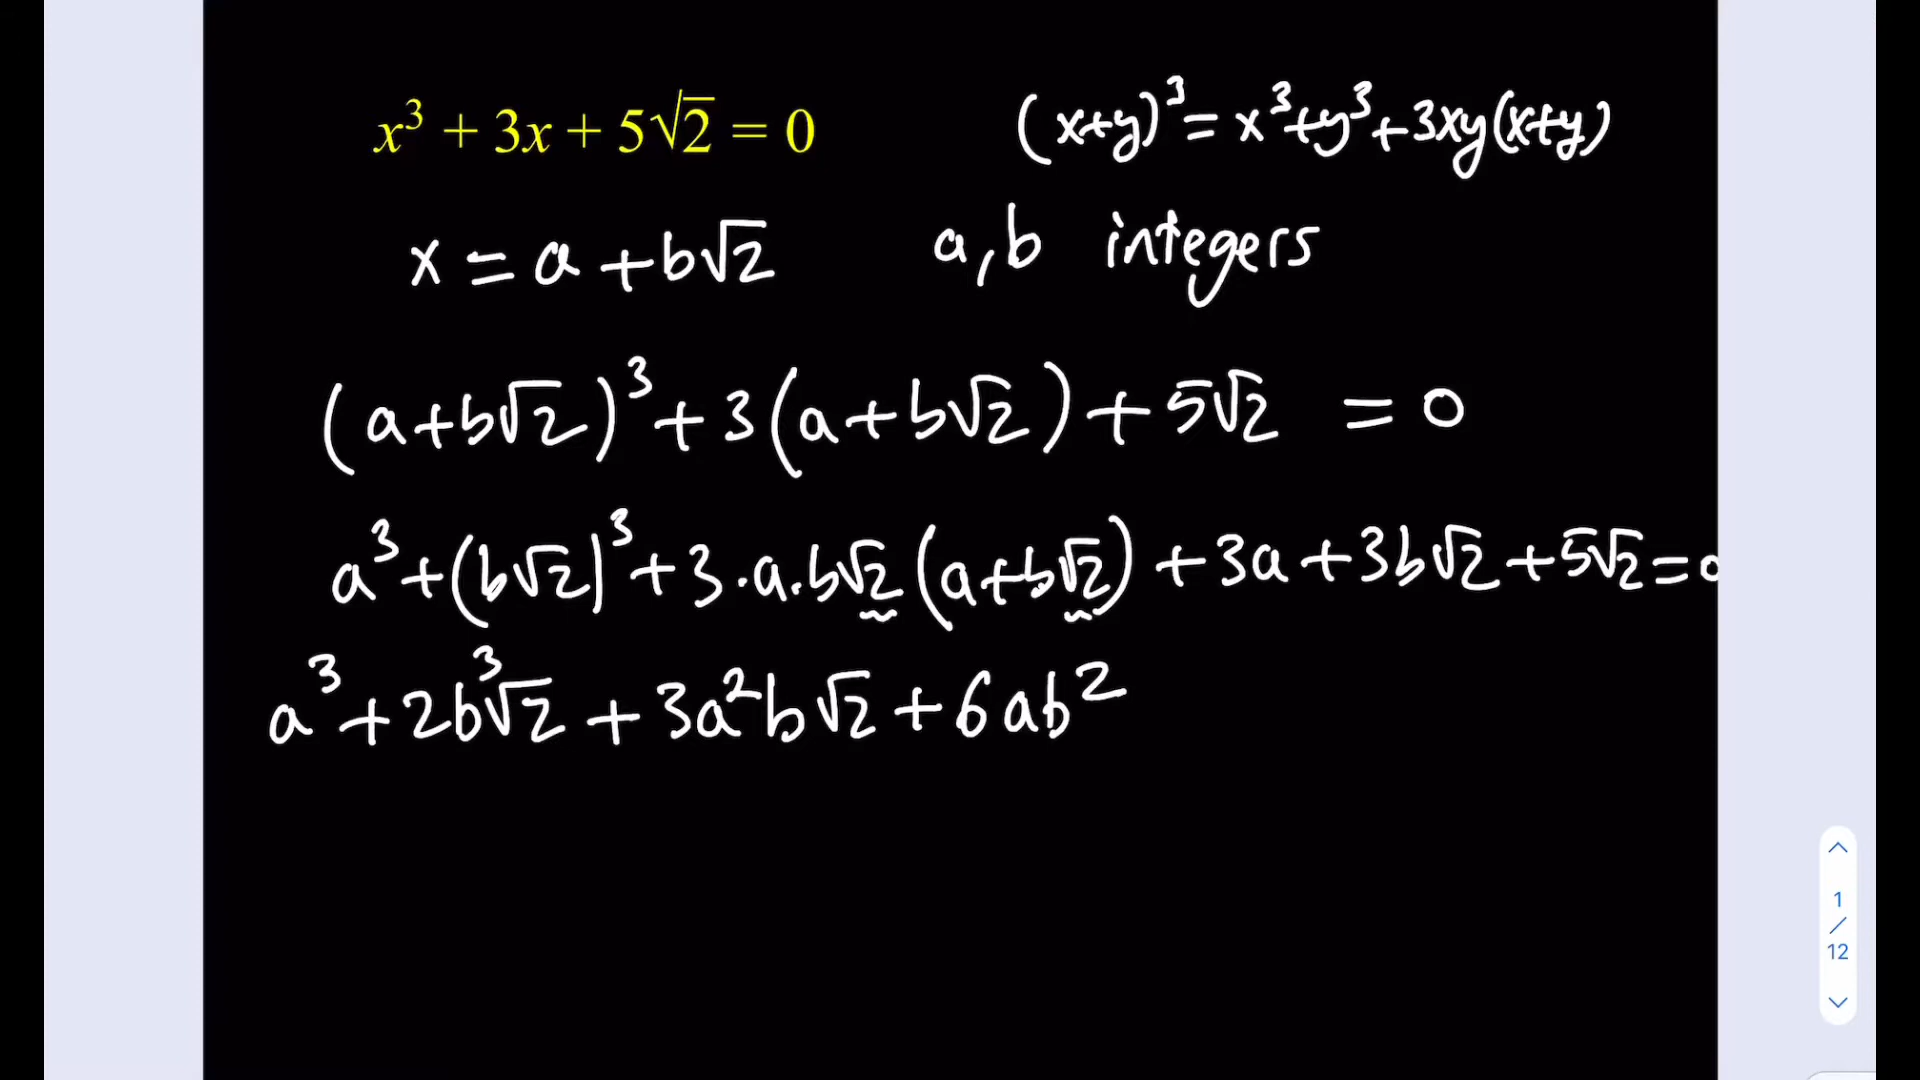 x³ + 3x + 5√2 = 0
(x+y)³ = x³+y³+3xy(x+y)
x = a + b√2
a, b integers
(a+b√2)³ + 3(a+b√2) + 5√2 = 0
a³+(b√2)³+3·a·b√2(a+b√2)+3a+3b√2+5√2=0
a³+2b³√2+3a²b√2+6ab²
1
/
12